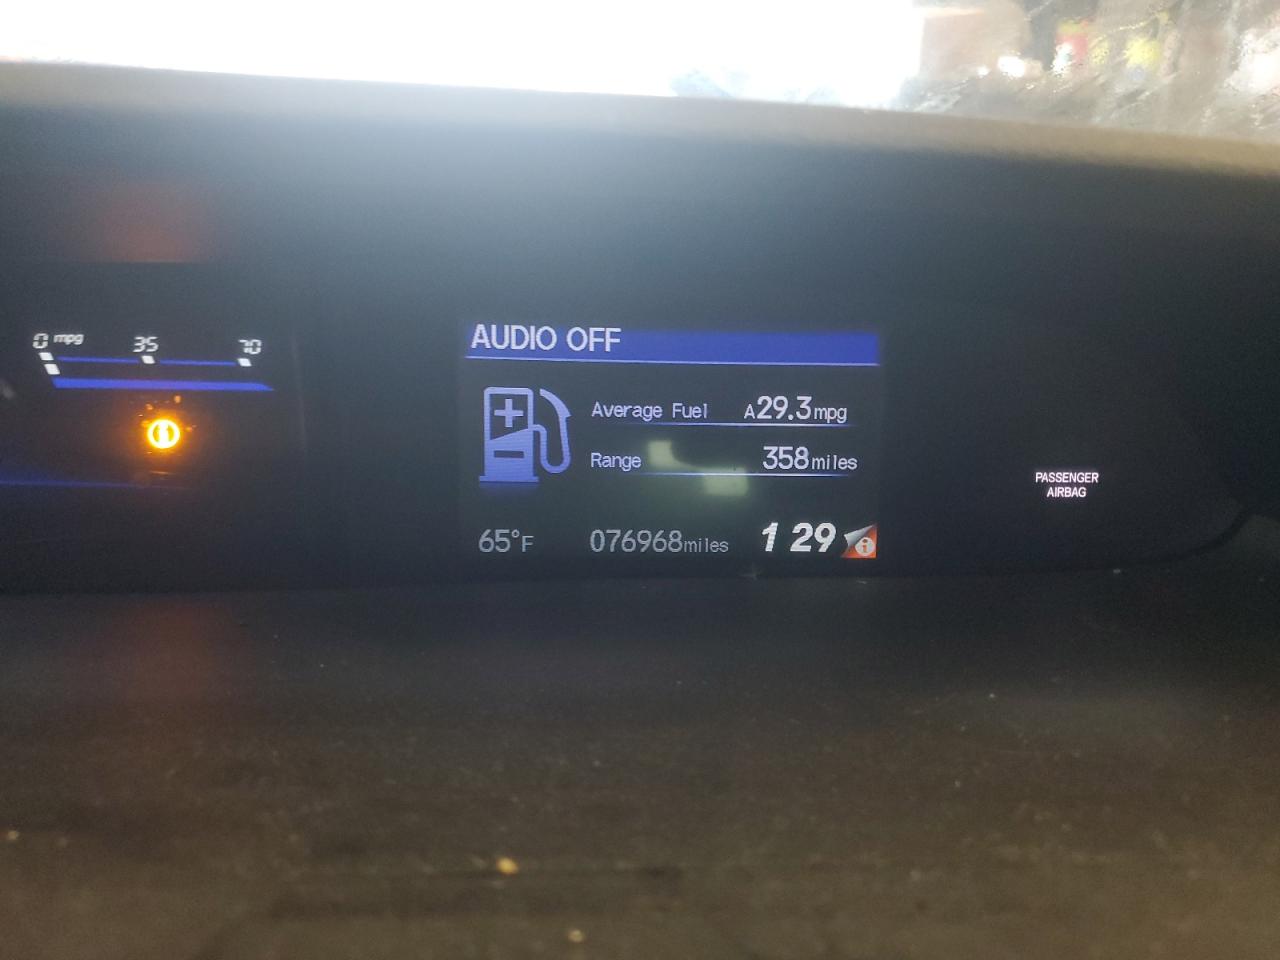 0 mpg 35 70
AUDIO OFF
Average Fuel A29.3mpg
Range 358miles
65°F 076968miles 1 29
PASSENGER
AIRBAG